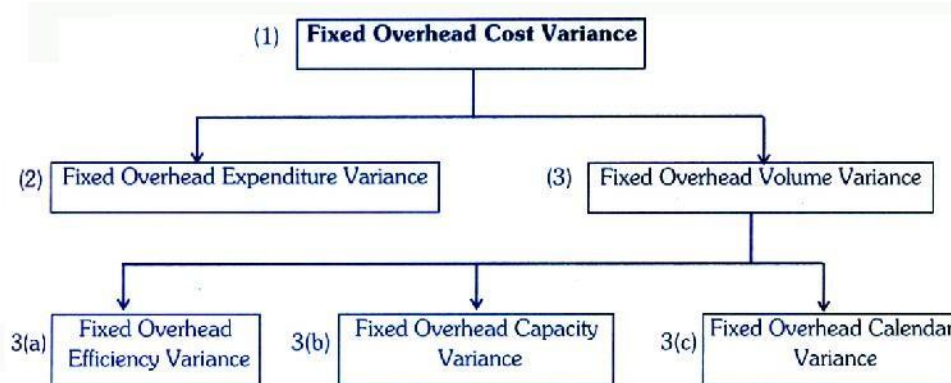 (1) Fixed Overhead Cost Variance
(2) Fixed Overhead Expenditure Variance
(3) Fixed Overhead Volume Variance
3(a) Fixed Overhead
Efficiency Variance
3(b) Fixed Overhead Capacity
Variance
3(c) Fixed Overhead Calendar
Variance